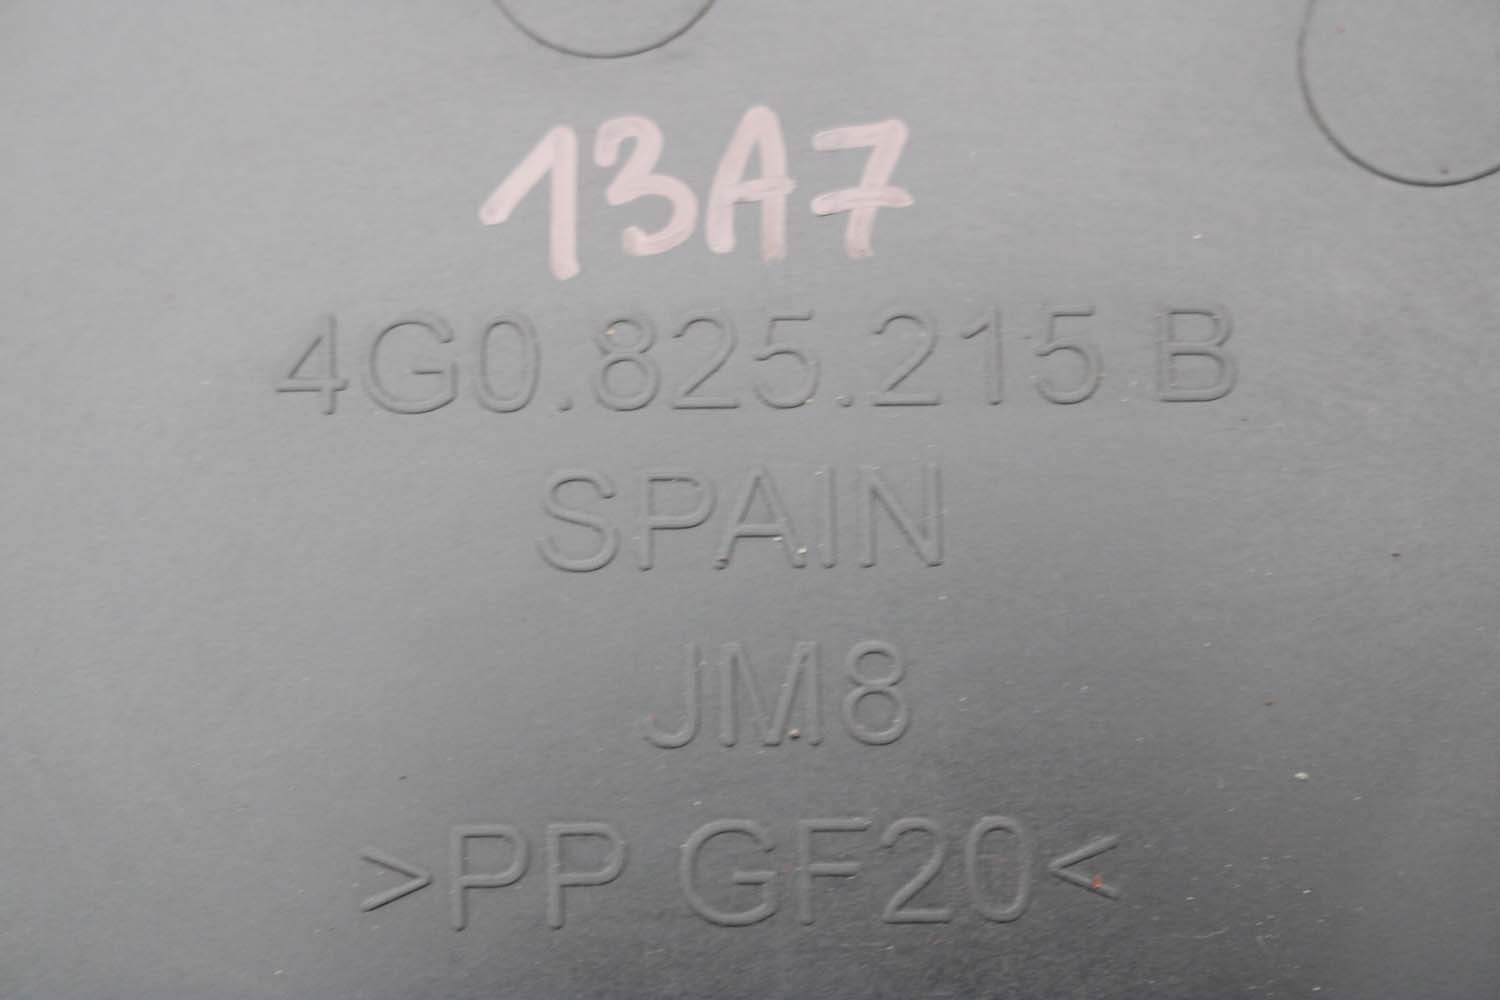 13A7
4G0.825.215 B
SPAIN
JM8
>PP GF20<